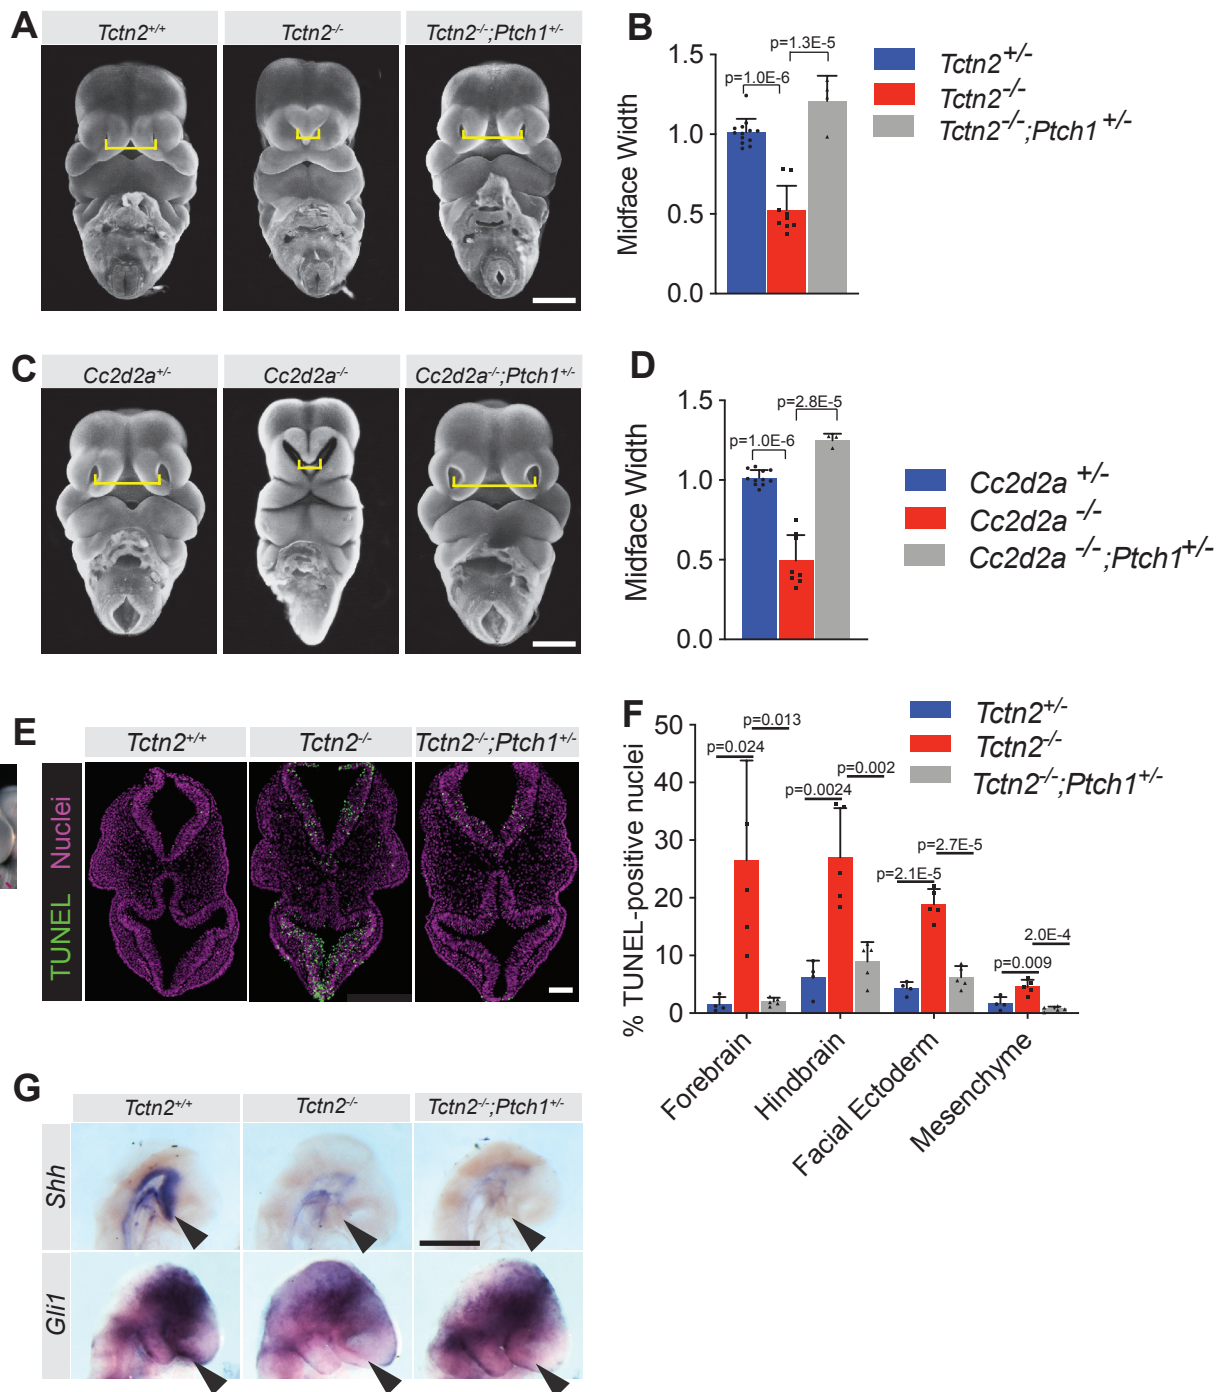 A
Tctn2+/+
Tctn2-/-
Tctn2-/-;Ptch1+/-
B
Midface Width
1.5
1.0
0.5
0.0
p=1.0E-6
p=1.3E-5
Tctn2+/-
Tctn2-/-
Tctn2-/-;Ptch1+/-
C
Cc2d2a+/-
Cc2d2a-/-
Cc2d2a-/-;Ptch1+/-
D
Midface Width
1.5
1.0
0.5
0.0
p=1.0E-6
p=2.8E-5
Cc2d2a +/-
Cc2d2a -/-
Cc2d2a -/-;Ptch1+/-
E
Tctn2+/+
Tctn2-/-
Tctn2-/-;Ptch1+/-
TUNEL Nuclei
F
% TUNEL-positive nuclei
50
40
30
20
10
0
p=0.024
p=0.013
p=0.0024
p=0.002
p=2.1E-5
p=2.7E-5
p=0.009
2.0E-4
Tctn2+/-
Tctn2-/-
Tctn2-/-;Ptch1+/-
Forebrain
Hindbrain
Facial Ectoderm
Mesenchyme
G
Tctn2+/+
Tctn2-/-
Tctn2-/-;Ptch1+/-
Shh
Gli1